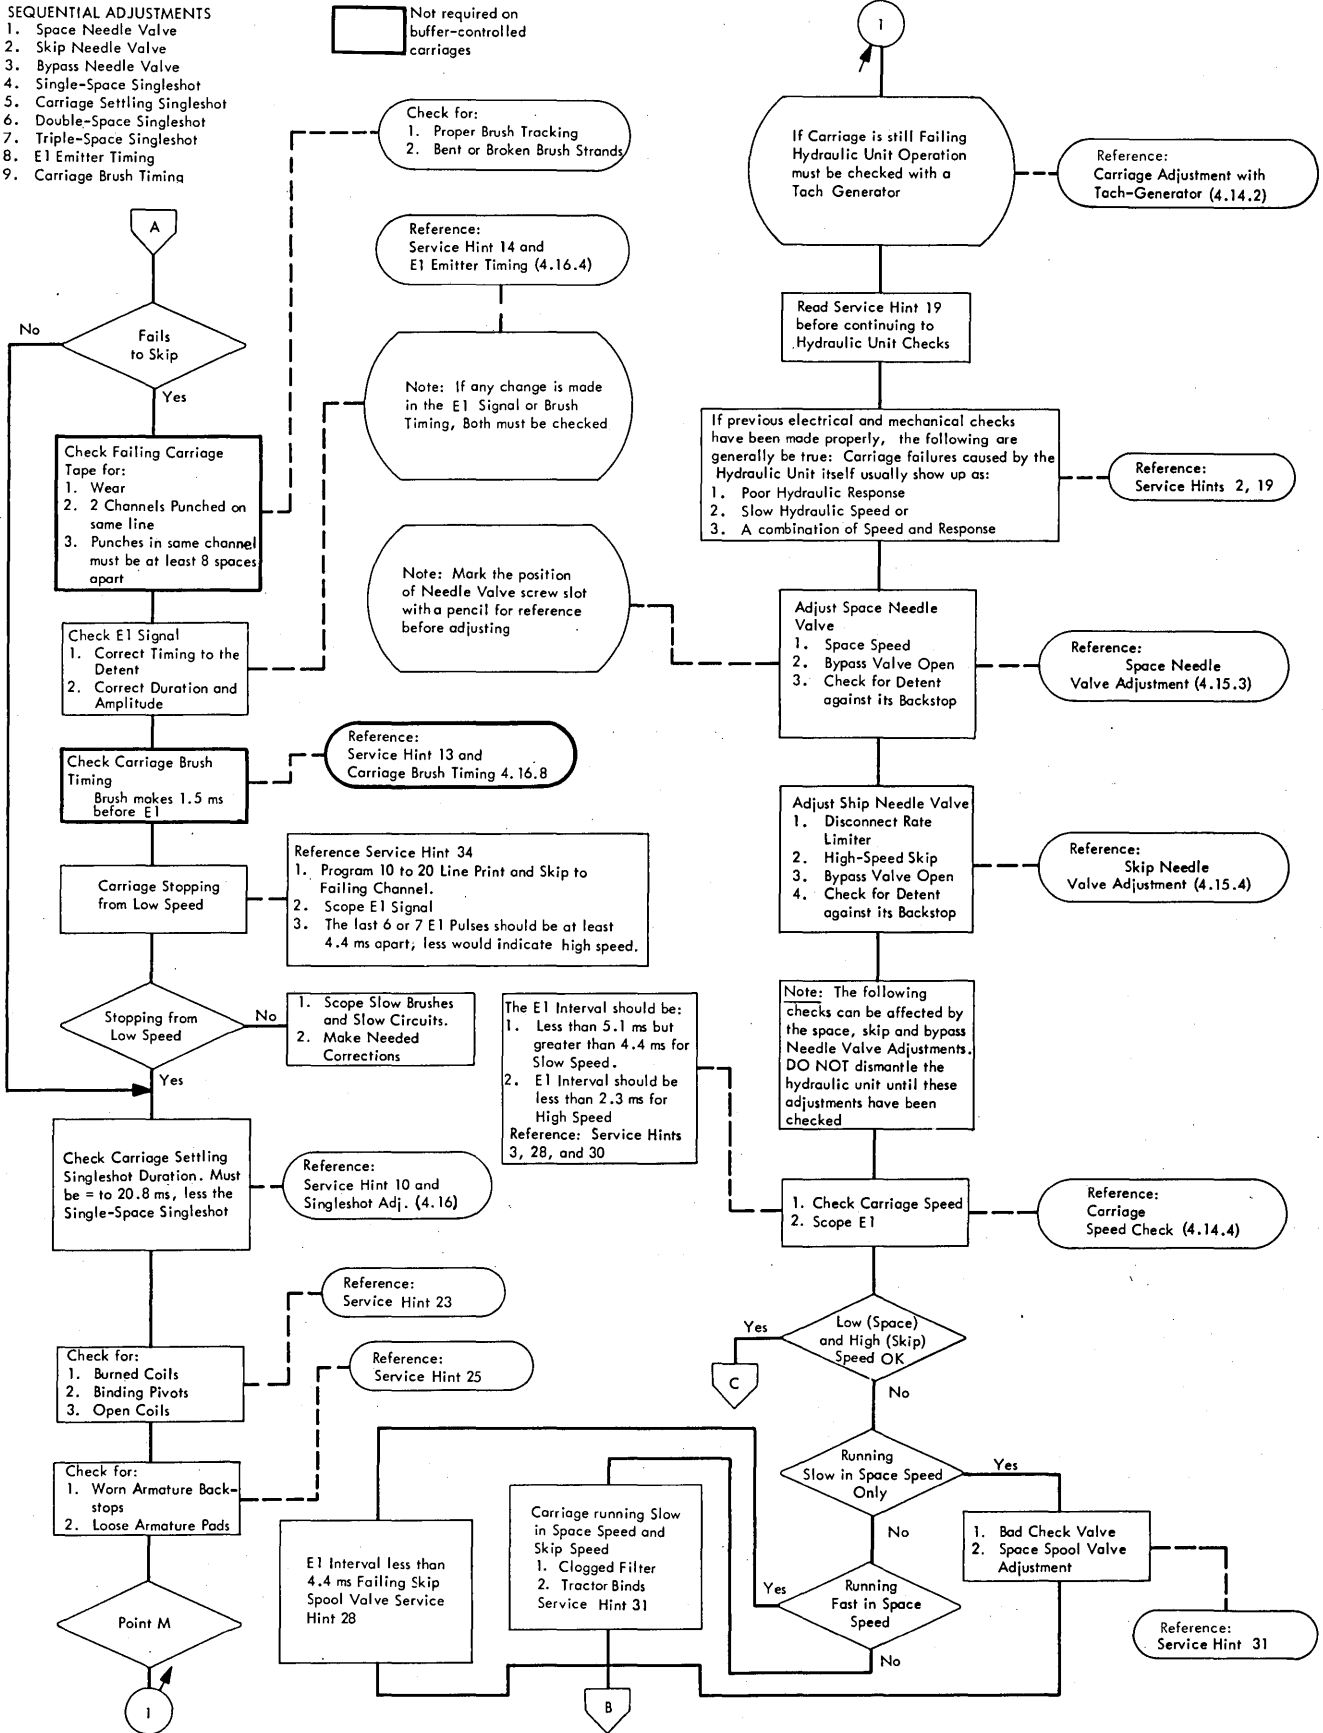 SEQUENTIAL ADJUSTMENTS
1. Space Needle Valve
2. Skip Needle Valve
3. Bypass Needle Valve
4. Single-Space Singleshot
5. Carriage Settling Singleshot
6. Double-Space Singleshot
7. Triple-Space Singleshot
8. E1 Emitter Timing
9. Carriage Brush Timing
Not required on
buffer-controlled
carriages
A
Fails
to Skip
No
Yes
Check Failing Carriage
Tape for:
1. Wear
2. 2 Channels Punched on
same line
3. Punches in same channel
must be at least 8 spaces
apart
Check for:
1. Proper Brush Tracking
2. Bent or Broken Brush Strands
Reference:
Service Hint 14 and
E1 Emitter Timing (4.16.4)
Note: If any change is made
in the E1 Signal or Brush
Timing, Both must be checked
Check E1 Signal
1. Correct Timing to the
Detent
2. Correct Duration and
Amplitude
Check Carriage Brush
Timing
Brush makes 1.5 ms
before E1
Reference:
Service Hint 13 and
Carriage Brush Timing 4.16.8
Carriage Stopping
from Low Speed
Reference Service Hint 34
1. Program 10 to 20 Line Print and Skip to
Failing Channel.
2. Scope E1 Signal
3. The last 6 or 7 E1 Pulses should be at least
4.4 ms apart; less would indicate high speed.
Stopping from
Low Speed
No
Yes
1. Scope Slow Brushes
and Slow Circuits.
2. Make Needed
Corrections
Check Carriage Settling
Singleshot Duration. Must
be = to 20.8 ms, less the
Single-Space Singleshot
Reference:
Service Hint 10 and
Singleshot Adj. (4.16)
Check for:
1. Burned Coils
2. Binding Pivots
3. Open Coils
Reference:
Service Hint 23
Check for:
1. Worn Armature Back-
stops
2. Loose Armature Pads
Reference:
Service Hint 25
Point M
1
1
If Carriage is still Failing
Hydraulic Unit Operation
must be checked with a
Tach Generator
Reference:
Carriage Adjustment with
Tach-Generator (4.14.2)
Read Service Hint 19
before continuing to
Hydraulic Unit Checks
If previous electrical and mechanical checks
have been made properly, the following are
generally be true: Carriage failures caused by the
Hydraulic Unit itself usually show up as:
1. Poor Hydraulic Response
2. Slow Hydraulic Speed or
3. A combination of Speed and Response
Reference:
Service Hints 2, 19
Note: Mark the position
of Needle Valve screw slot
with a pencil for reference
before adjusting
Adjust Space Needle
Valve
1. Space Speed
2. Bypass Valve Open
3. Check for Detent
against its Backstop
Reference:
Space Needle
Valve Adjustment (4.15.3)
Adjust Ship Needle Valve
1. Disconnect Rate
Limiter
2. High-Speed Skip
3. Bypass Valve Open
4. Check for Detent
against its Backstop
Reference:
Skip Needle
Valve Adjustment (4.15.4)
Note: The following
checks can be affected by
the space, skip and bypass
Needle Valve Adjustments.
DO NOT dismantle the
hydraulic unit until these
adjustments have been
checked
The E1 Interval should be:
1. Less than 5.1 ms but
greater than 4.4 ms for
Slow Speed.
2. E1 Interval should be
less than 2.3 ms for
High Speed
Reference: Service Hints
3, 28, and 30
1. Check Carriage Speed
2. Scope E1
Reference:
Carriage
Speed Check (4.14.4)
Low (Space)
and High (Skip)
Speed OK
Yes
C
No
Running
Slow in Space Speed
Only
Yes
No
1. Bad Check Valve
2. Space Spool Valve
Adjustment
Reference:
Service Hint 31
Running
Fast in Space
Speed
Yes
No
E1 Interval less than
4.4 ms Failing Skip
Spool Valve Service
Hint 28
Carriage running Slow
in Space Speed and
Skip Speed
1. Clogged Filter
2. Tractor Binds
Service Hint 31
B